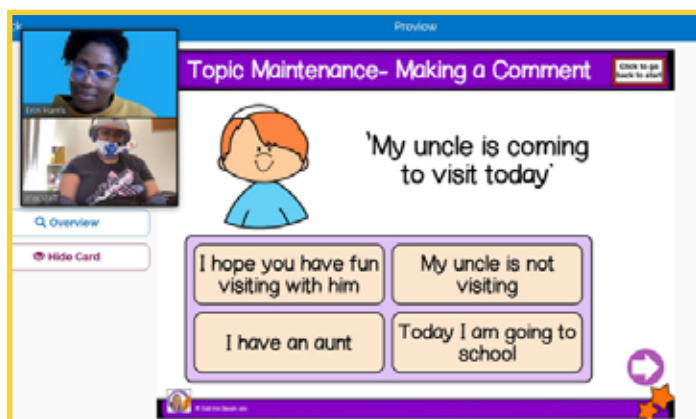 Preview
Topic Maintenance- Making a Comment
Click to go
back to start
Erin Harris
'My uncle is coming
to visit today'
Overview
Hide Card
I hope you have fun
visiting with him
My uncle is not
visiting
I have an aunt
Today I am going to
school